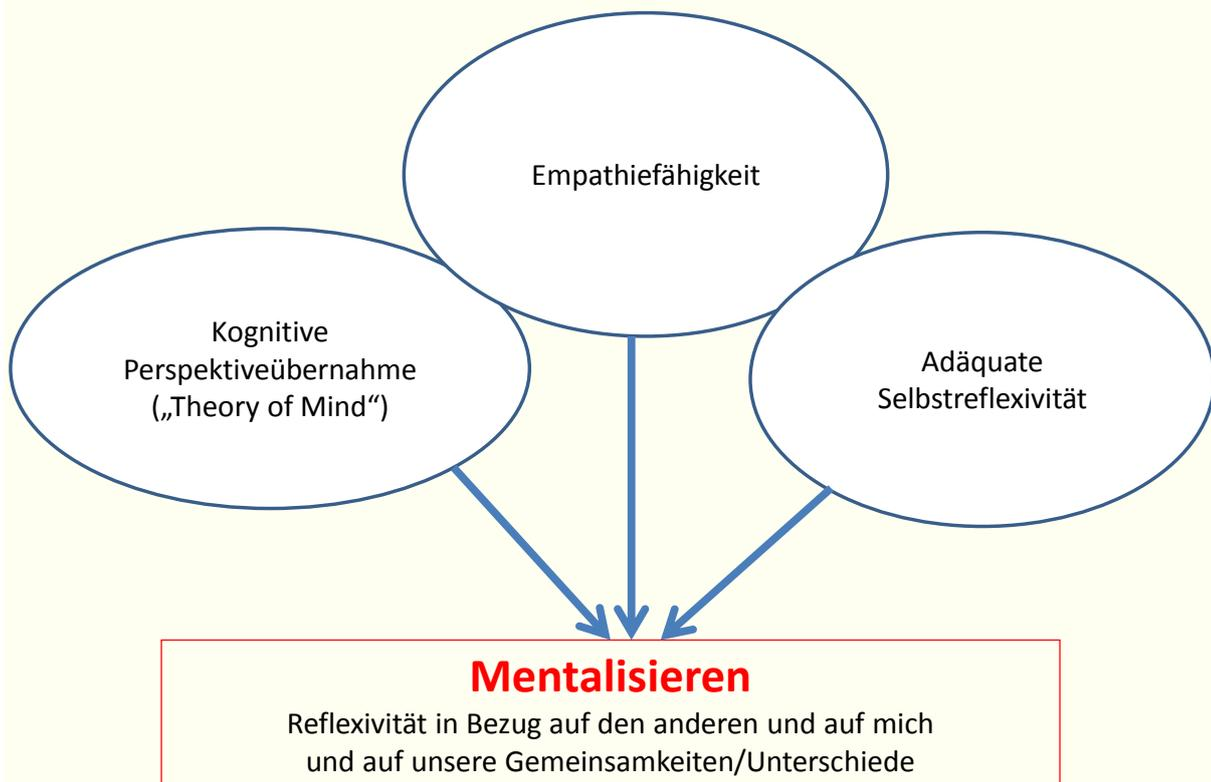 Empathiefähigkeit
Kognitive
Perspektiveübernahme
(„Theory of Mind“)
Adäquate
Selbstreflexivität
Mentalisieren
Reflexivität in Bezug auf den anderen und auf mich
und auf unsere Gemeinsamkeiten/Unterschiede